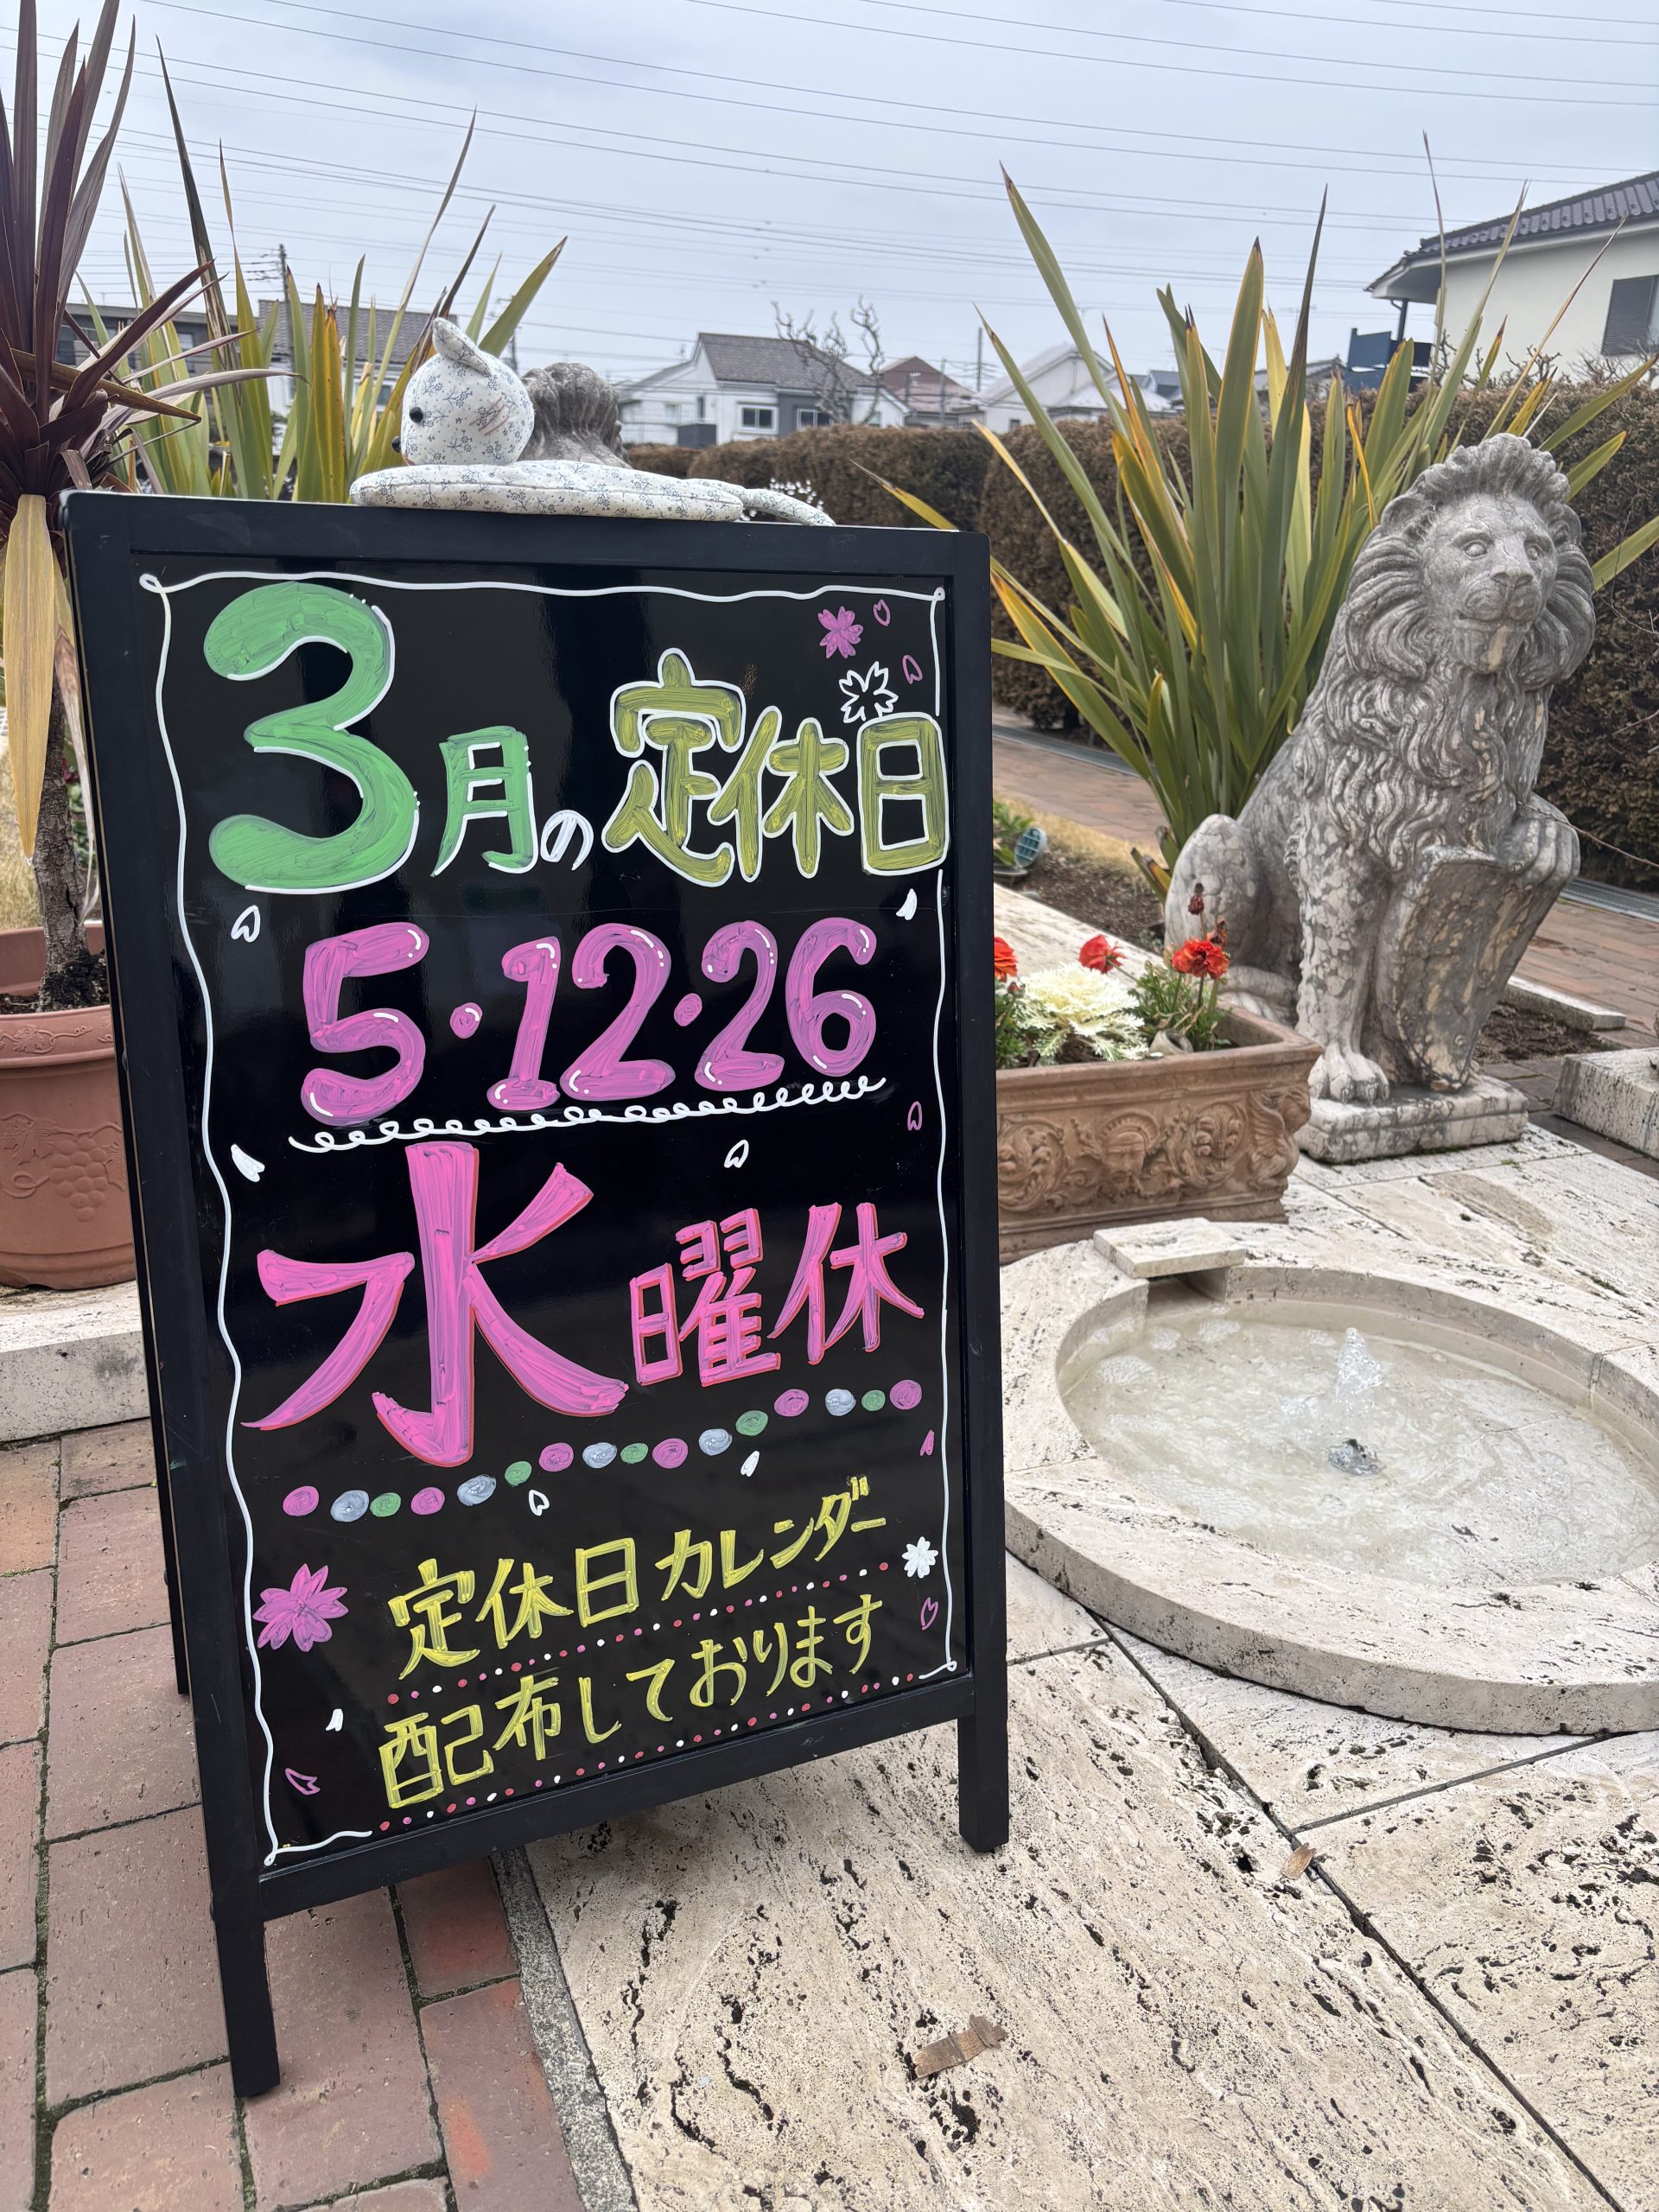 3月の定休日
5・12・26
水曜休
定休日カレンダー
配布しております